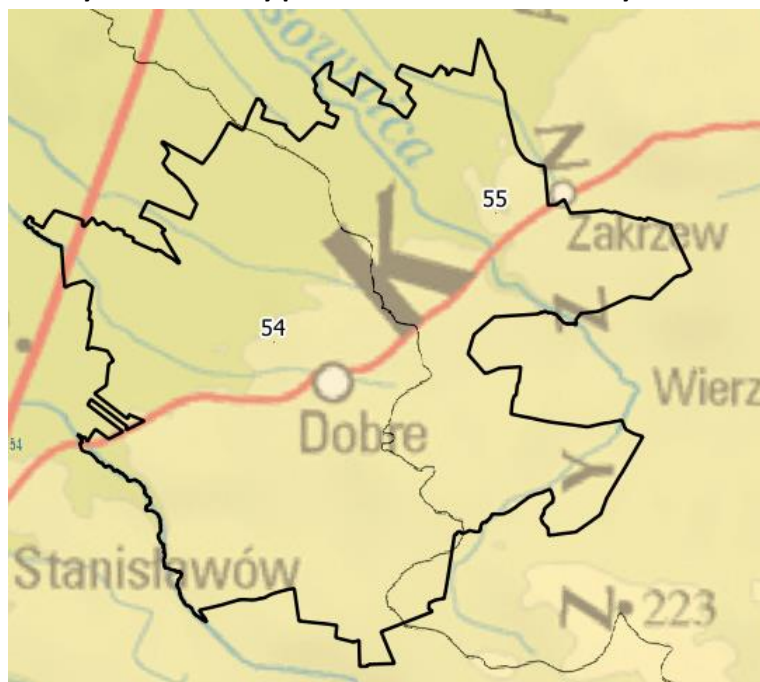 sownica
N
55
Zakrzew
K
54
Z
Wierz
Dobre
54
Y
Stanisławów
N
223